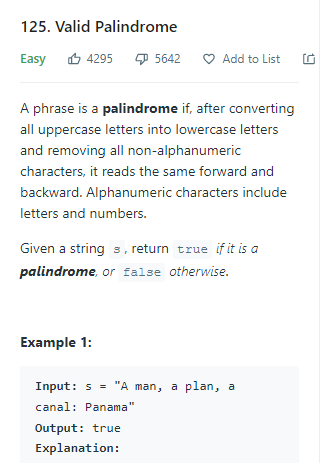 125. Valid Palindrome
Easy 4295 5642 Add to List
A phrase is a palindrome if, after converting
all uppercase letters into lowercase letters
and removing all non-alphanumeric
characters, it reads the same forward and
backward. Alphanumeric characters include
letters and numbers.
Given a string s, return true if it is a
palindrome, or false otherwise.
Example 1:
Input: s = "A man, a plan, a
canal: Panama"
Output: true
Explanation: